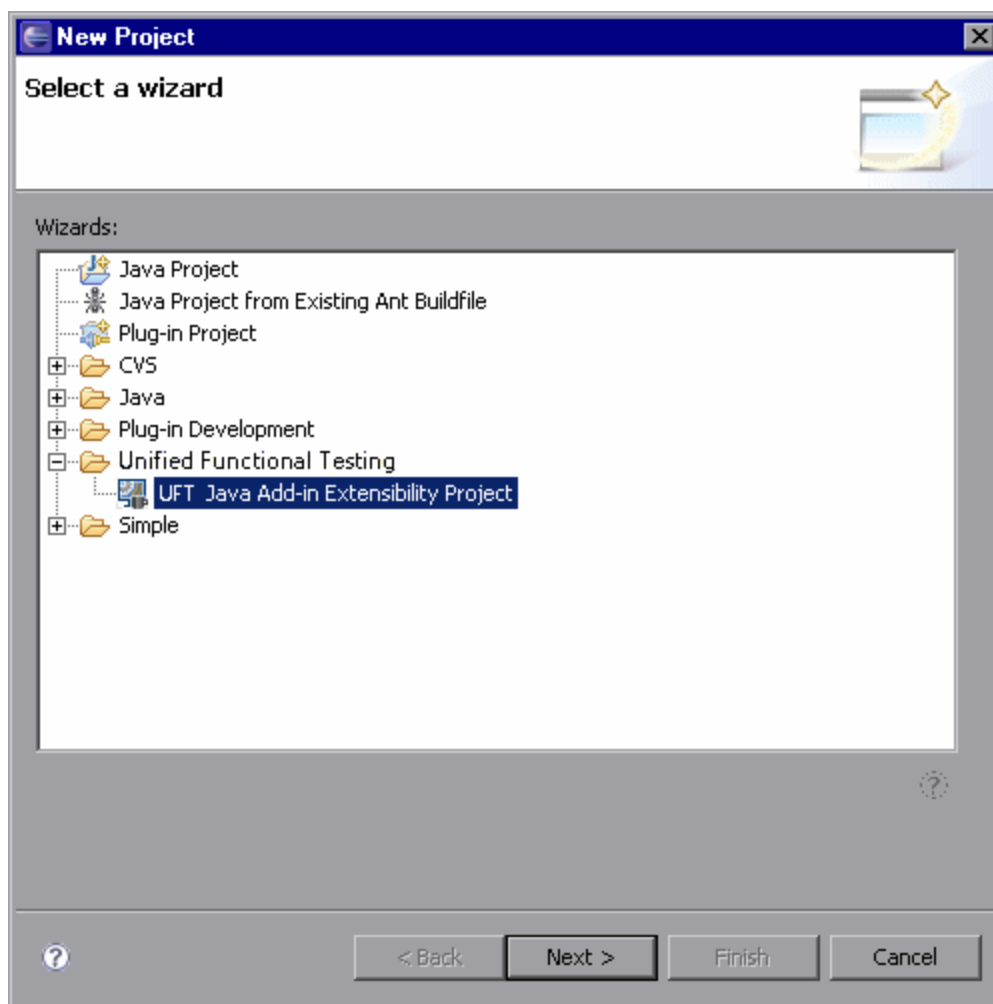 New Project
Select a wizard
Wizards:
Java Project
Java Project from Existing Ant Buildfile
Plug-in Project
CVS
Java
Plug-in Development
Unified Functional Testing
UFT  Java Add-in Extensibility Project
Simple
?
? < Back Next > Finish Cancel